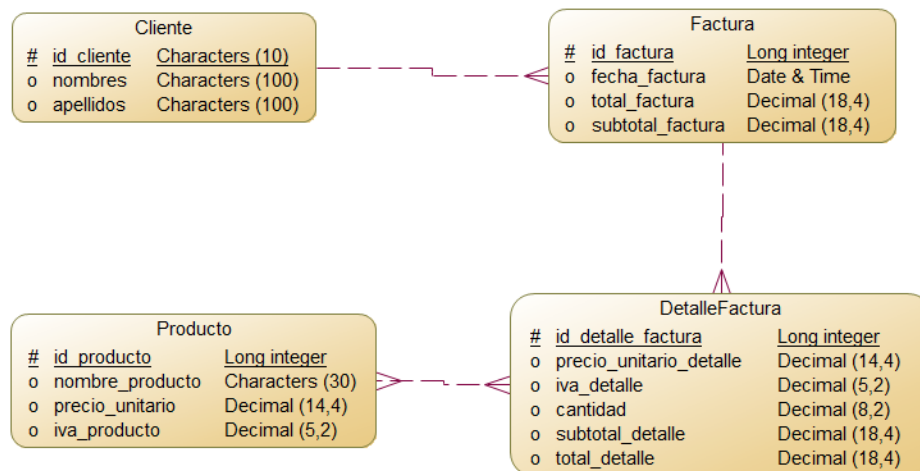 Cliente
# id_cliente Characters (10)
o nombres Characters (100)
o apellidos Characters (100)
Factura
# id_factura Long integer
o fecha_factura Date & Time
o total_factura Decimal (18,4)
o subtotal_factura Decimal (18,4)
Producto
# id_producto Long integer
o nombre_producto Characters (30)
o precio_unitario Decimal (14,4)
o iva_producto Decimal (5,2)
DetalleFactura
# id_detalle_factura Long integer
o precio_unitario_detalle Decimal (14,4)
o iva_detalle Decimal (5,2)
o cantidad Decimal (8,2)
o subtotal_detalle Decimal (18,4)
o total_detalle Decimal (18,4)